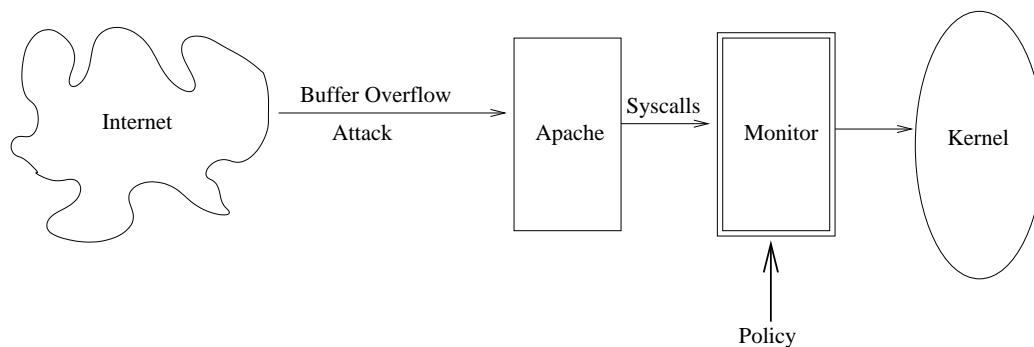 Internet
Buffer Overflow
Attack
Apache
Syscalls
Monitor
Kernel
Policy